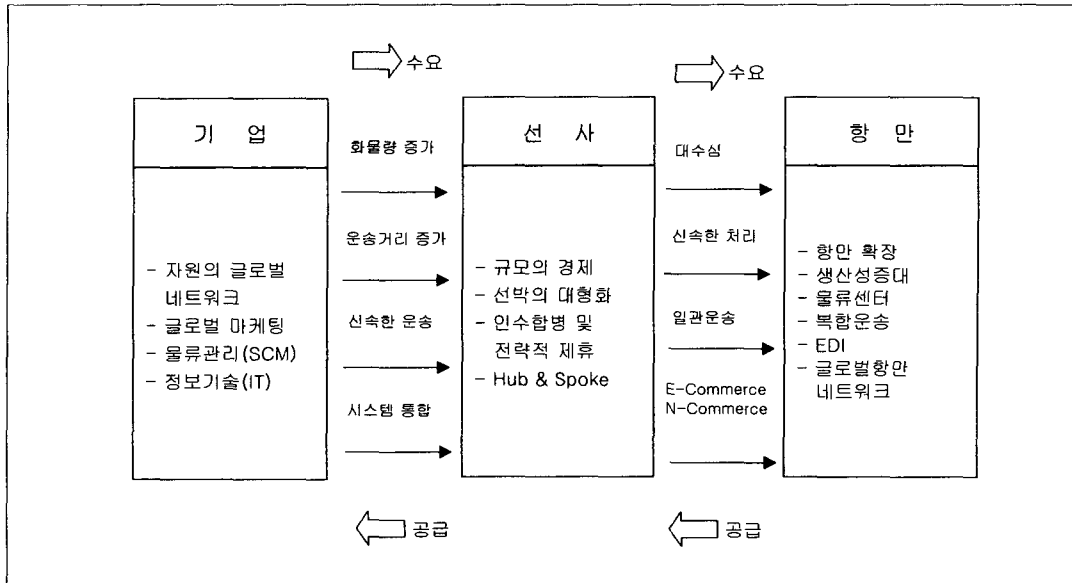 수요
수요
기 업
선 사
항 만
화물량 증가
운송거리 증가
신속한 운송
시스템 통합
대수심
신속한 처리
일관운송
E-Commerce
N-Commerce
- 자원의 글로벌
네트워크
- 글로벌 마케팅
- 물류관리(SCM)
- 정보기술(IT)
- 규모의 경제
- 선박의 대형화
- 인수합병 및
전략적 제휴
- Hub & Spoke
- 항만 확장
- 생산성증대
- 물류센터
- 복합운송
- EDI
- 글로벌항만
네트워크
공급
공급